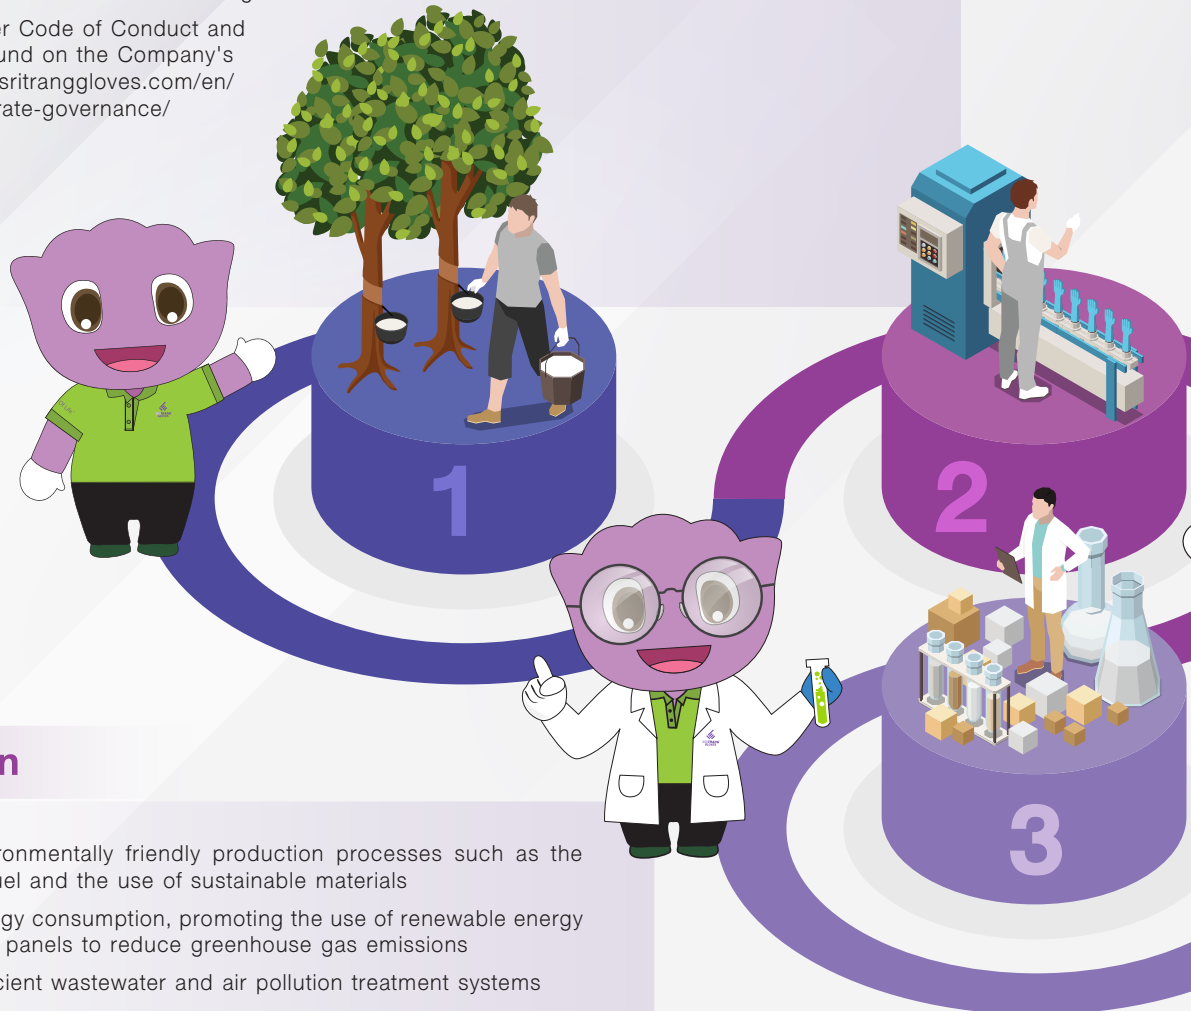 er Code of Conduct and
und on the Company's
sritranggloves.com/en/
rate-governance/
1
2
3
n
ronmentally friendly production processes such as the
uel and the use of sustainable materials
gy consumption, promoting the use of renewable energy
panels to reduce greenhouse gas emissions
cient wastewater and air pollution treatment systems